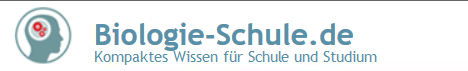 Biologie-Schule.de
Kompaktes Wissen für Schule und Studium